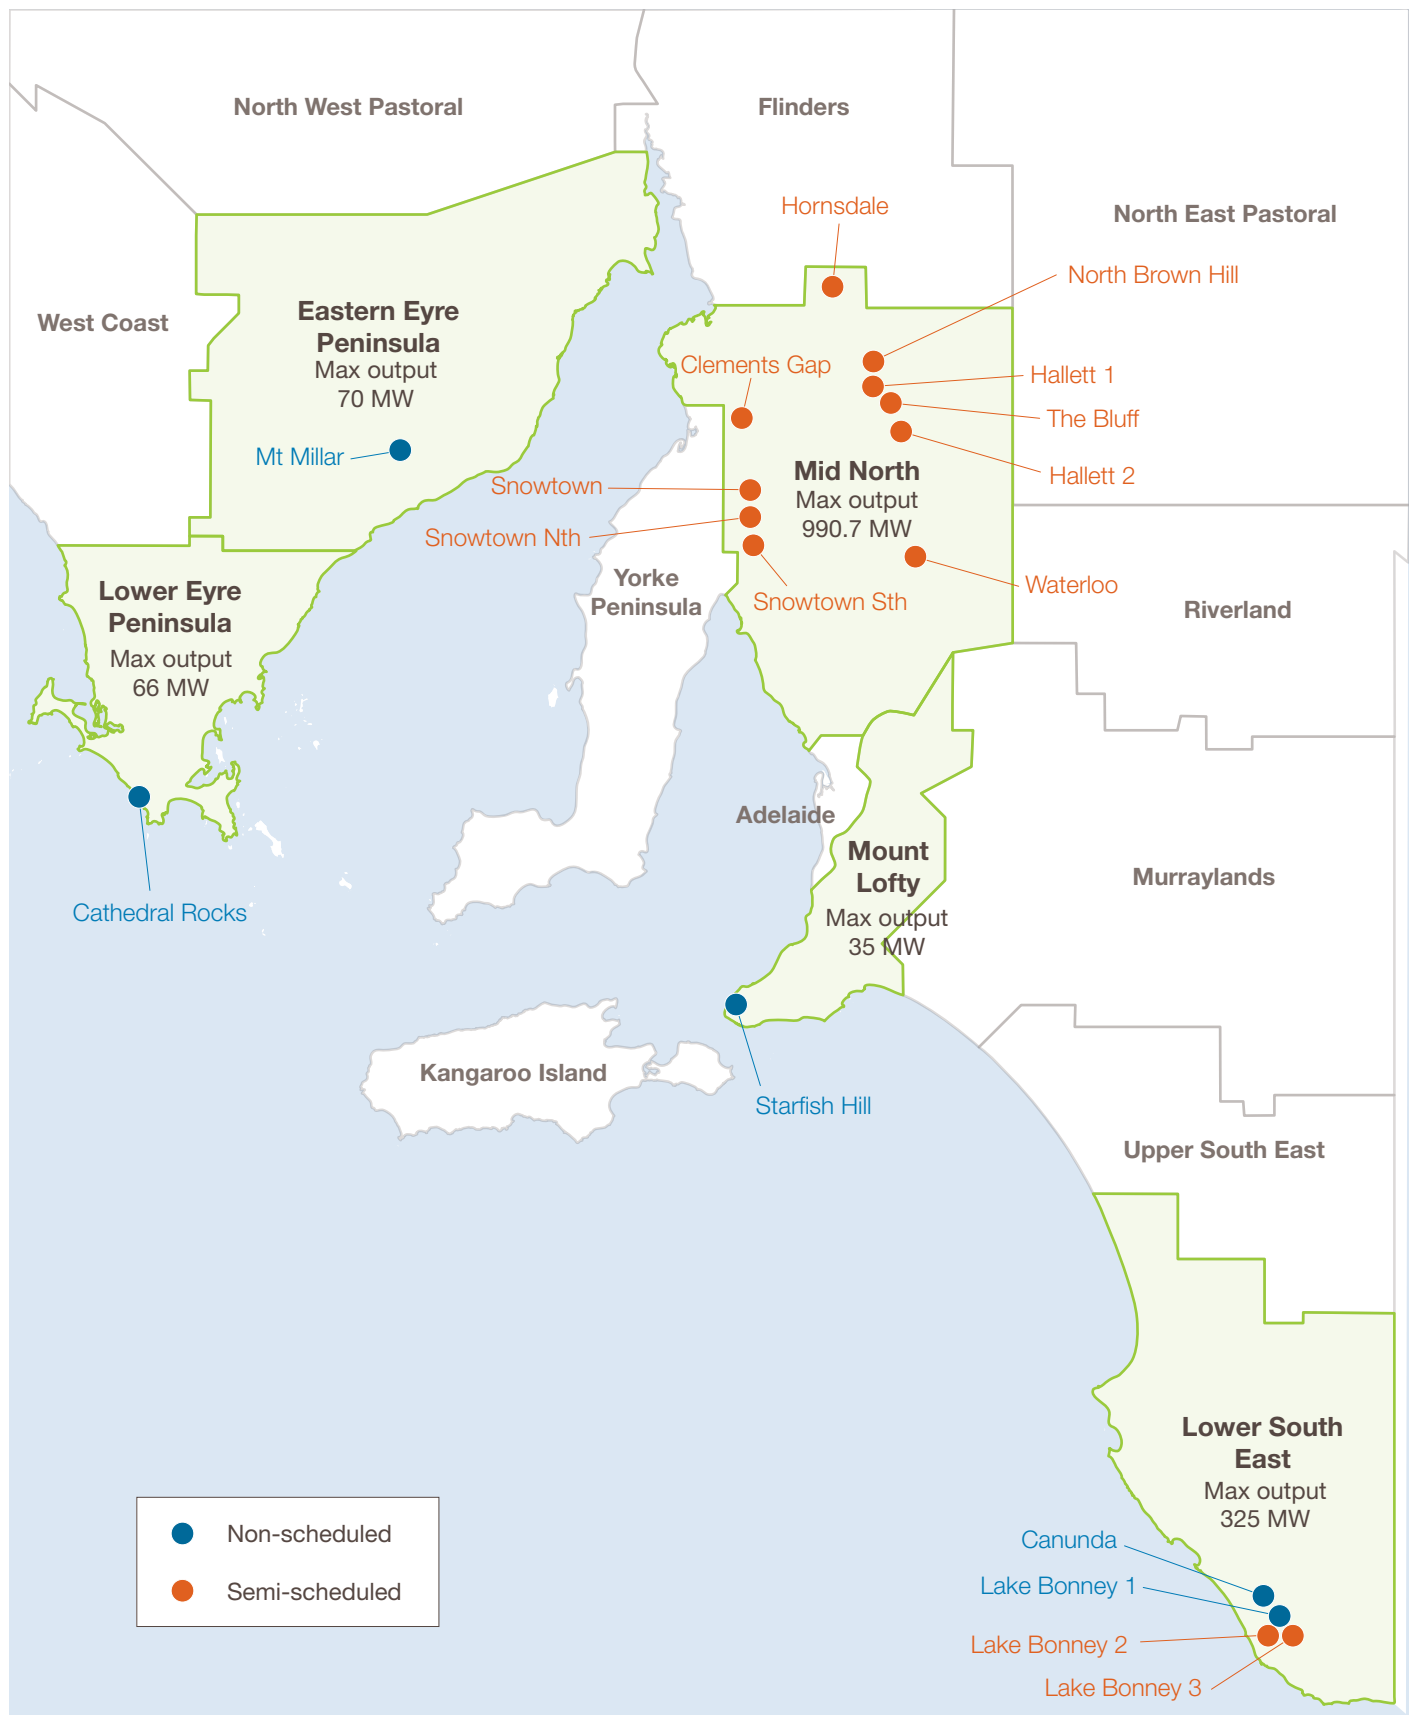 North West Pastoral
Flinders
Hornsdale
North East Pastoral
North Brown Hill
Eastern Eyre
Peninsula
Max output
70 MW
West Coast
Clements Gap
Hallett 1
The Bluff
Mt Millar
Mid North
Max output
990.7 MW
Hallett 2
Snowtown
Snowtown Nth
Yorke
Peninsula
Snowtown Sth
Waterloo
Riverland
Lower Eyre
Peninsula
Max output
66 MW
Adelaide
Mount
Lofty
Max output
35 MW
Murraylands
Cathedral Rocks
Kangaroo Island
Starfish Hill
Upper South East
Lower South
East
Max output
325 MW
Canunda
Lake Bonney 1
Lake Bonney 2
Lake Bonney 3
Non-scheduled
Semi-scheduled